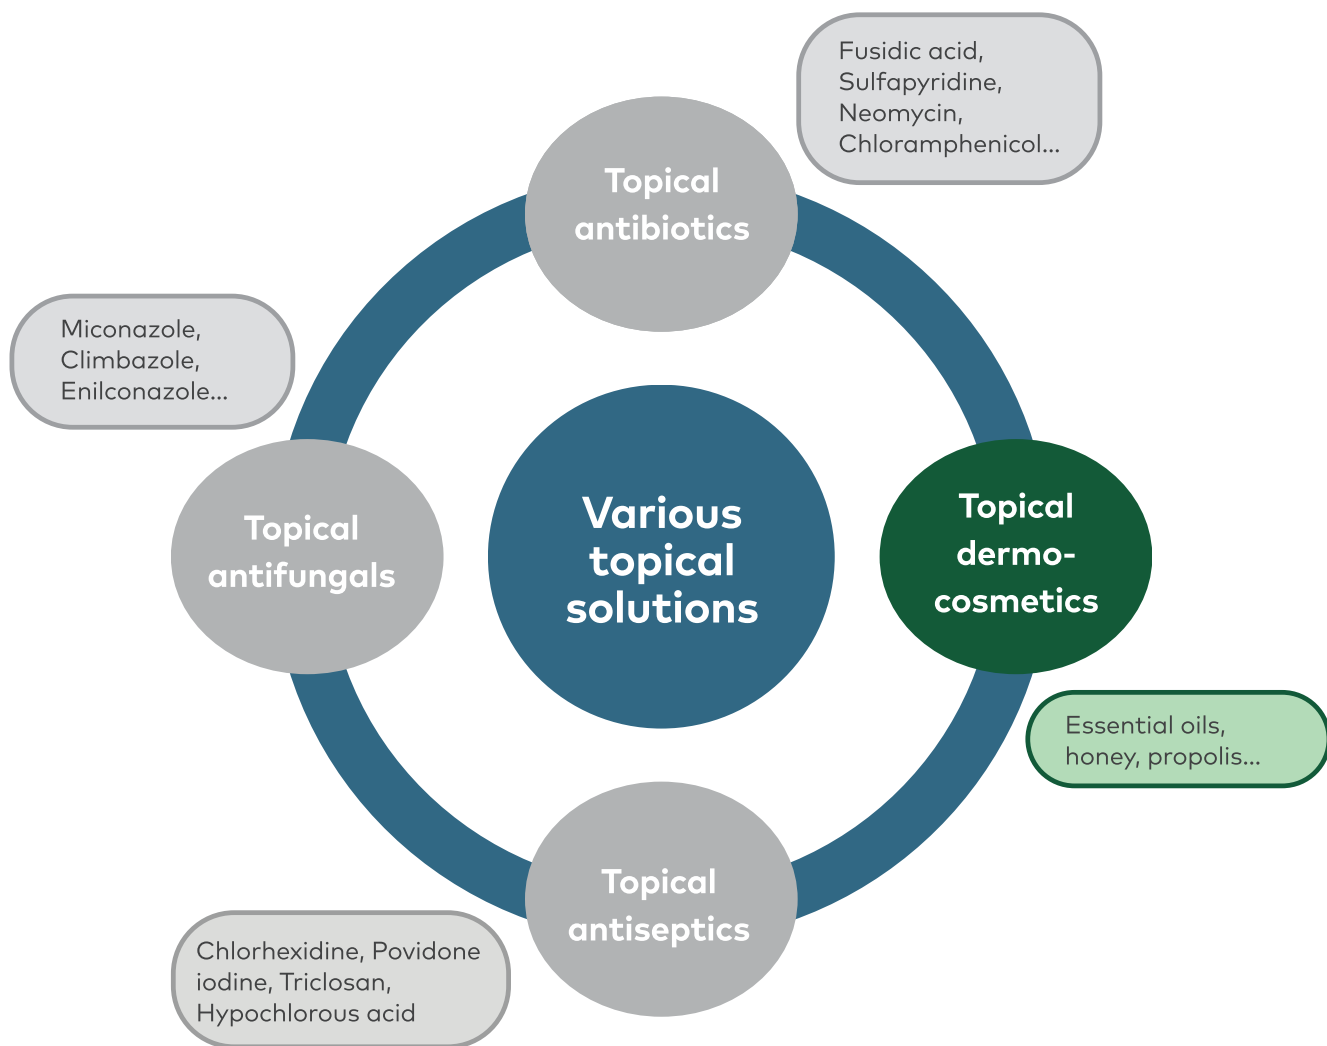 Fusidic acid,
Sulfapyridine,
Neomycin,
Chloramphenicol...
Topical
antibiotics
Miconazole,
Climbazole,
Enilconazole...
Topical
antifungals
Various
topical
solutions
Topical
dermo-
cosmetics
Essential oils,
honey, propolis...
Topical
antiseptics
Chlorhexidine, Povidone
iodine, Triclosan,
Hypochlorous acid